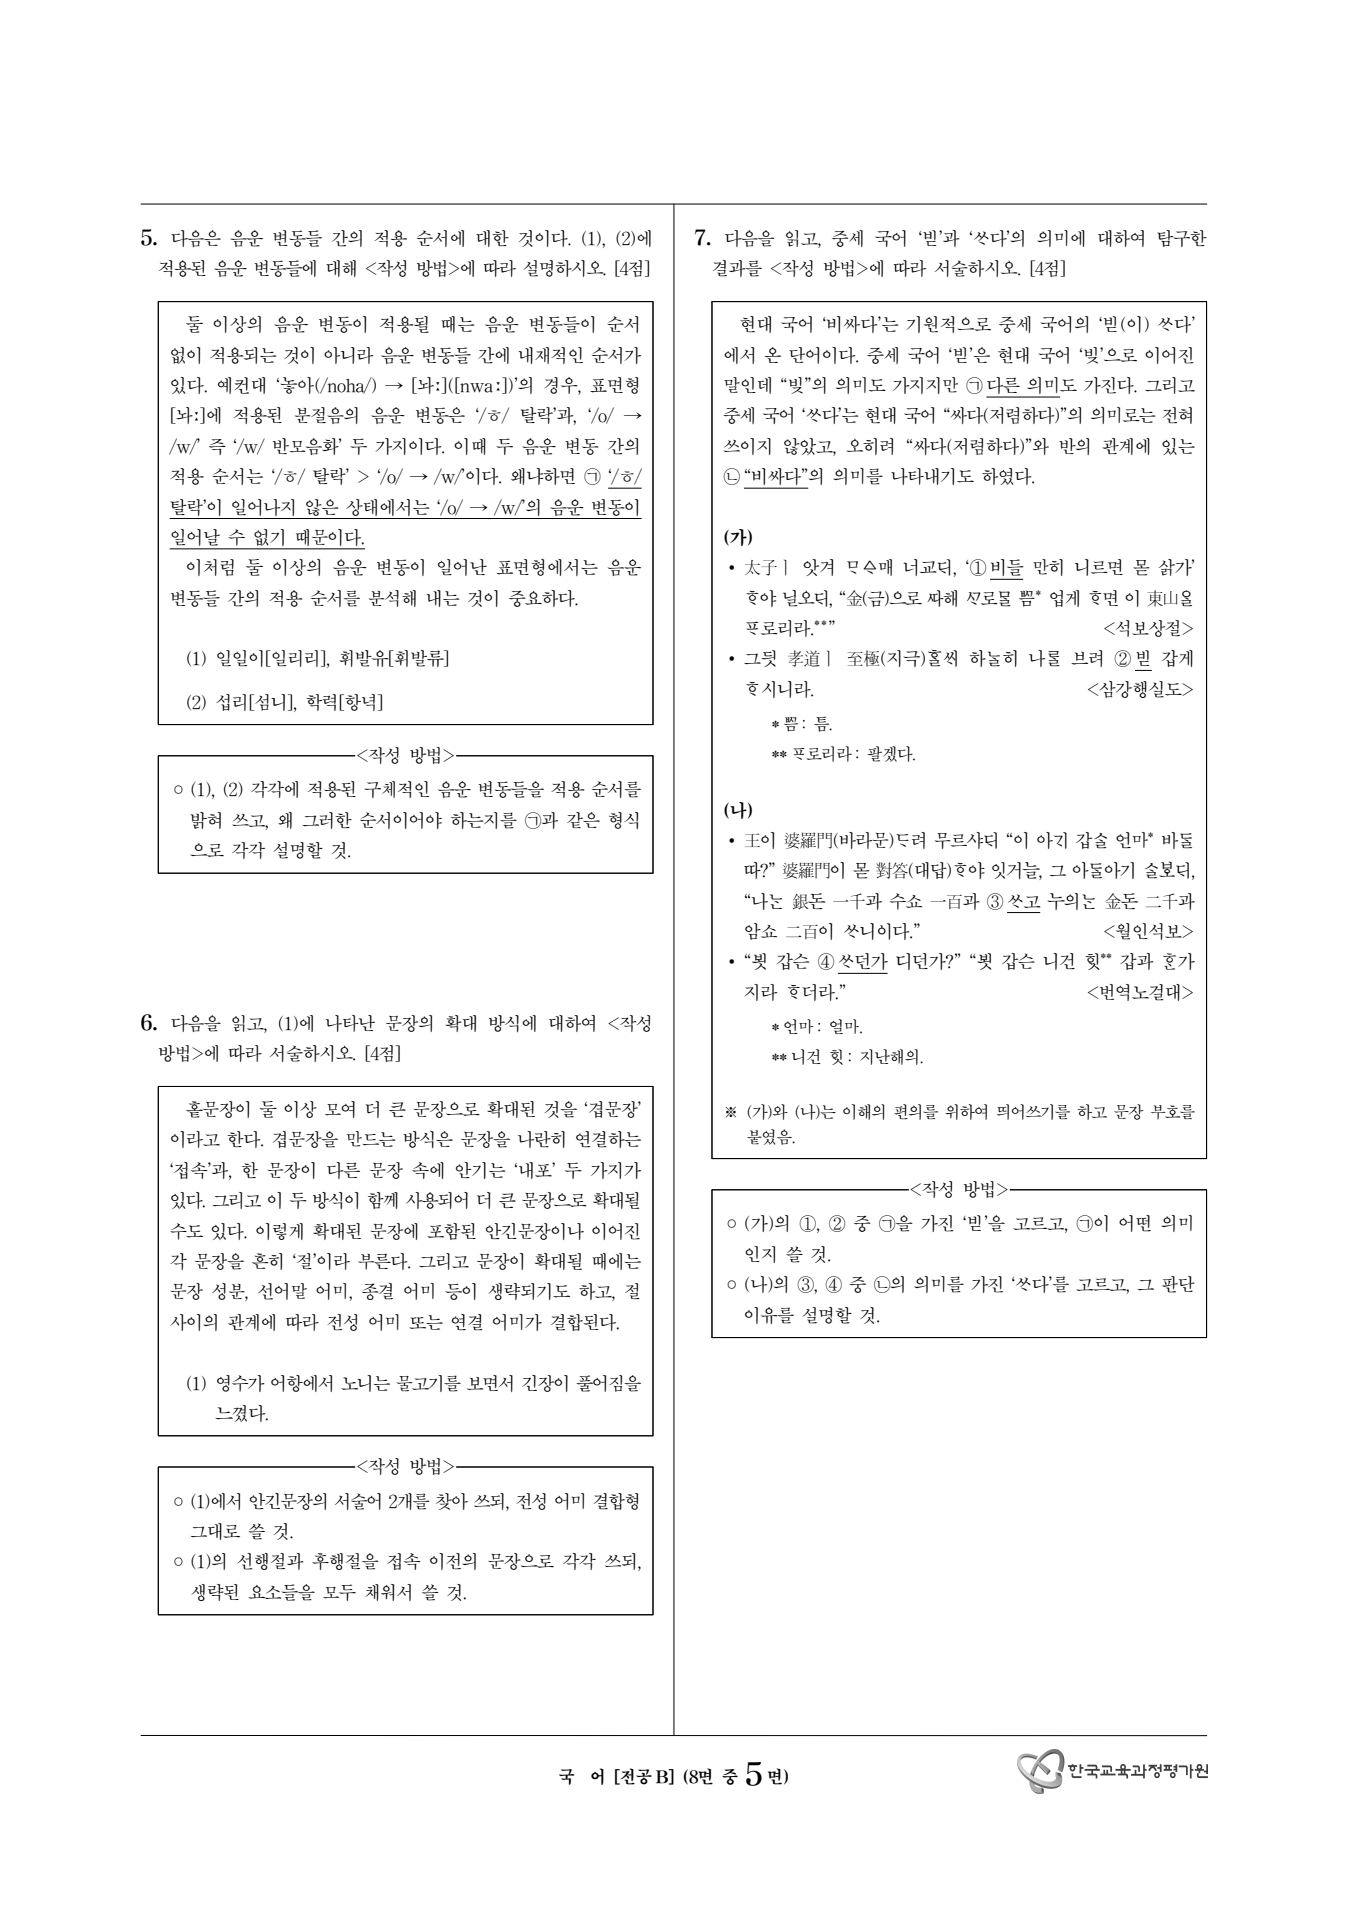 5. 다음은 음운 변동들 간의 적용 순서에 대한 것이다. (1), (2)에
적용된 음운 변동들에 대해 <작성 방법>에 따라 설명하시오. [4점]
둘 이상의 음운 변동이 적용될 때는 음운 변동들이 순서
없이 적용되는 것이 아니라 음운 변동들 간에 내재적인 순서가
있다. 예컨대 ‘놓아(/noha/) → [놔ː]([nwaː])’의 경우, 표면형
[놔ː]에 적용된 분절음의 음운 변동은 ‘/ㅎ/ 탈락’과, ‘/o/ →
/w/’ 즉 ‘/w/ 반모음화’ 두 가지이다. 이때 두 음운 변동 간의
적용 순서는 ‘/ㅎ/ 탈락’ > ‘/o/ → /w/’이다. 왜냐하면 ㉠ ‘/ㅎ/
탈락’이 일어나지 않은 상태에서는 ‘/o/ → /w/’의 음운 변동이
일어날 수 없기 때문이다.
이처럼 둘 이상의 음운 변동이 일어난 표면형에서는 음운
변동들 간의 적용 순서를 분석해 내는 것이 중요하다.
(1) 일일이[일리리], 휘발유[휘발류]
(2) 섭리[섬니], 학력[항녁]
<작성 방법>
○ (1), (2) 각각에 적용된 구체적인 음운 변동들을 적용 순서를
밝혀 쓰고, 왜 그러한 순서이어야 하는지를 ㉠과 같은 형식
으로 각각 설명할 것.
6. 다음을 읽고, (1)에 나타난 문장의 확대 방식에 대하여 <작성
방법>에 따라 서술하시오. [4점]
홑문장이 둘 이상 모여 더 큰 문장으로 확대된 것을 ‘겹문장’
이라고 한다. 겹문장을 만드는 방식은 문장을 나란히 연결하는
‘접속’과, 한 문장이 다른 문장 속에 안기는 ‘내포’ 두 가지가
있다. 그리고 이 두 방식이 함께 사용되어 더 큰 문장으로 확대될
수도 있다. 이렇게 확대된 문장에 포함된 안긴문장이나 이어진
각 문장을 흔히 ‘절’이라 부른다. 그리고 문장이 확대될 때에는
문장 성분, 선어말 어미, 종결 어미 등이 생략되기도 하고, 절
사이의 관계에 따라 전성 어미 또는 연결 어미가 결합된다.
(1) 영수가 어항에서 노니는 물고기를 보면서 긴장이 풀어짐을
느꼈다.
<작성 방법>
○ (1)에서 안긴문장의 서술어 2개를 찾아 쓰되, 전성 어미 결합형
그대로 쓸 것.
○ (1)의 선행절과 후행절을 접속 이전의 문장으로 각각 쓰되,
생략된 요소들을 모두 채워서 쓸 것.
7. 다음을 읽고, 중세 국어 ‘빋’과 ‘ᄊᆞ다’의 의미에 대하여 탐구한
결과를 <작성 방법>에 따라 서술하시오. [4점]
현대 국어 ‘비싸다’는 기원적으로 중세 국어의 ‘빋(이) ᄊᆞ다’
에서 온 단어이다. 중세 국어 ‘빋’은 현대 국어 ‘빚’으로 이어진
말인데 “빚”의 의미도 가지지만 ㉠다른 의미도 가진다. 그리고
중세 국어 ‘ᄊᆞ다’는 현대 국어 “싸다(저렴하다)”의 의미로는 전혀
쓰이지 않았고, 오히려 “싸다(저렴하다)”와 반의 관계에 있는
㉡“비싸다”의 의미를 나타내기도 하였다.
(가)
• 太子ㅣ 앗겨 ᄆᆞᅀᆞ매 너교ᄃᆡ, ‘①비들 만히 니르면 몯 삵가’
ᄒᆞ야 닐오ᄃᆡ, “金(금)으로 ᄯᅡ해 ᄭᆞ로ᄆᆞᆯ ᄢᅳᆷ* 업게 ᄒᆞ면 이 東山ᄋᆞᆯ
ᄑᆞ로리라.**” <석보상절>
• 그딋 孝道ㅣ 至極(지극)ᄒᆞᆯᄊᆡ 하ᄂᆞᆯ히 나ᄅᆞᆯ 브려 ②빋 갑게
ᄒᆞ시니라. <삼강행실도>
* ᄢᅳᆷ: 틈.
** ᄑᆞ로리라: 팔겠다.
(나)
• 王이 婆羅門(바라문)ᄃᆞ려 무르샤ᄃᆡ “이 아기 갑ᄉᆞᆯ 언마* 바ᄃᆞᆯ
따?” 婆羅門이 몯 對答(대답)ᄒᆞ야 잇거늘, 그 아ᄃᆞᆯ아기 ᄉᆞᆯᄫᅩᄃᆡ,
“나ᄂᆞᆫ 銀돈 一千과 수쇼 一百과 ③ᄊᆞ고 누의ᄂᆞᆫ 金돈 二千과
암쇼 二百이 ᄊᆞ니이다.” <월인석보>
• “뵛 갑슨 ④ᄊᆞ던가 디던가?” “뵛 갑슨 니건 ᄒᆡᆺ** 갑과 ᄒᆞᆫ가
지라 ᄒᆞ더라.” <번역노걸대>
* 언마: 얼마.
** 니건 ᄒᆡᆺ: 지난해의.
※ (가)와 (나)는 이해의 편의를 위하여 띄어쓰기를 하고 문장 부호를
붙였음.
<작성 방법>
○ (가)의 ①, ② 중 ㉠을 가진 ‘빋’을 고르고, ㉠이 어떤 의미
인지 쓸 것.
○ (나)의 ③, ④ 중 ㉡의 의미를 가진 ‘ᄊᆞ다’를 고르고, 그 판단
이유를 설명할 것.
국 어 [전공 B] (8면 중 5 면)
한국교육과정평가원